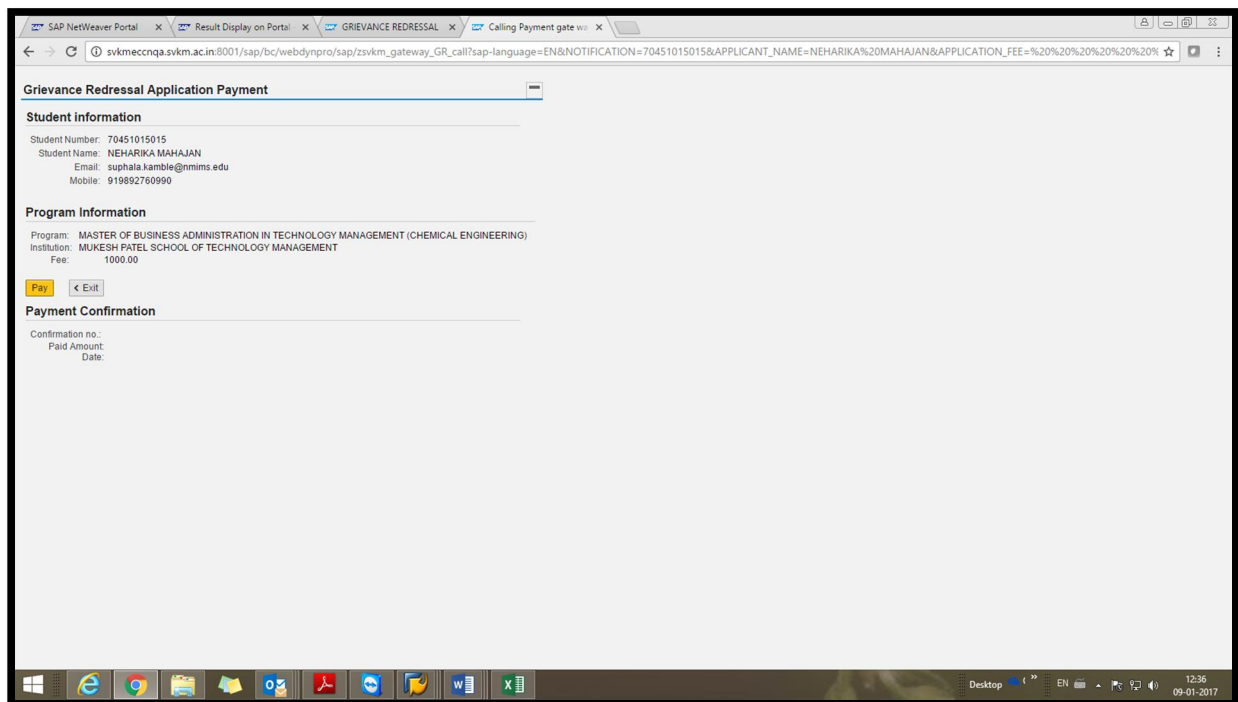 SAP NetWeaver Portal
Result Display on Portal
GRIEVANCE REDRESSAL
Calling Payment gate wa
svkmeccnqa.svkm.ac.in:8001/sap/bc/webdynpro/sap/zsvkm_gateway_GR_call?sap-language=EN&NOTIFICATION=70451015015&APPLICANT_NAME=NEHARIKA%20MAHAJAN&APPLICATION_FEE=%20%20%20%20%20%20%
Grievance Redressal Application Payment
Student information
Student Number: 70451015015
Student Name: NEHARIKA MAHAJAN
Email: suphala.kamble@nmims.edu
Mobile: 919892760990
Program Information
Program: MASTER OF BUSINESS ADMINISTRATION IN TECHNOLOGY MANAGEMENT (CHEMICAL ENGINEERING)
Institution: MUKESH PATEL SCHOOL OF TECHNOLOGY MANAGEMENT
Fee: 1000.00
Pay < Exit
Payment Confirmation
Confirmation no.:
Paid Amount:
Date:
Desktop » EN 12:36
09-01-2017